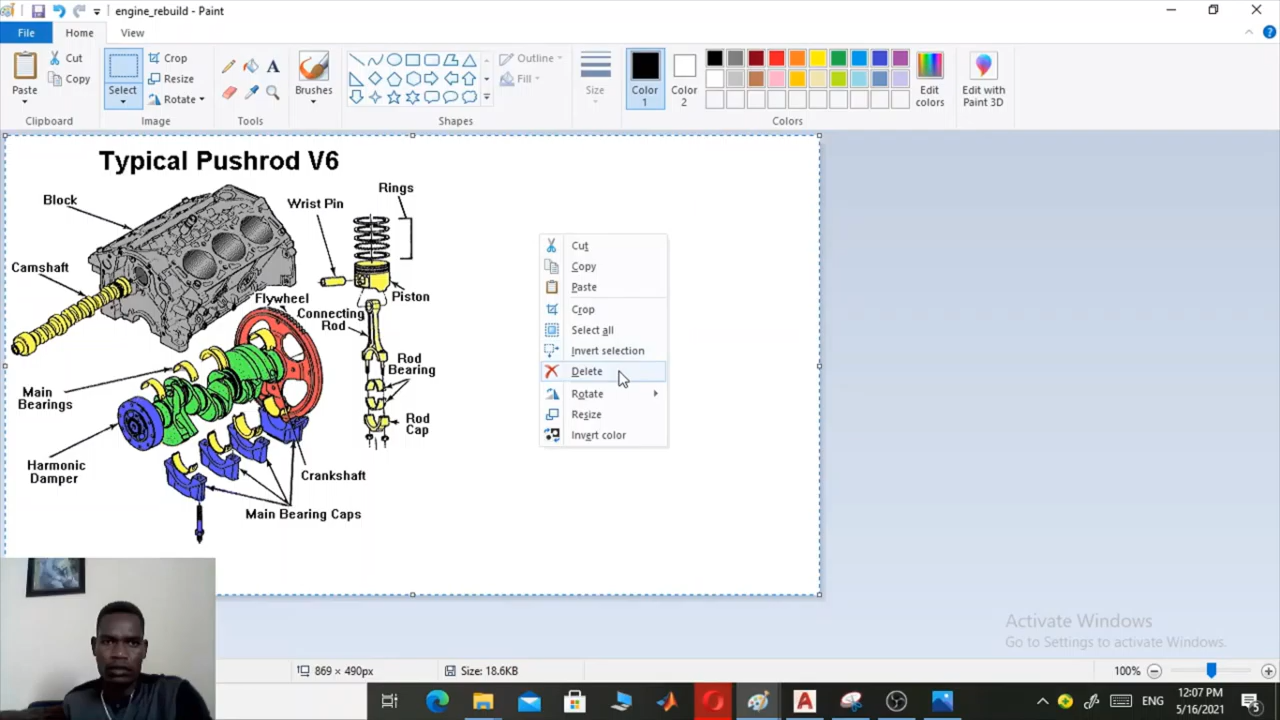 engine_rebuild - Paint
File
Home
View
Paste
Cut
Copy
Clipboard
Select
Crop
Resize
Rotate
Image
A
Tools
Brushes
Shapes
Outline
Fill
Size
Color
1
Color
2
Edit
colors
Colors
Edit with
Paint 3D
Typical Pushrod V6
Block
Camshaft
Wrist Pin
Rings
Piston
Flywheel
Connecting
Rod
Rod
Bearing
Rod
Cap
Main
Bearings
Harmonic
Damper
Crankshaft
Main Bearing Caps
Cut
Copy
Paste
Crop
Select all
Invert selection
Delete
Rotate
Resize
Invert color
Activate Windows
Go to Settings to activate Windows.
869 × 490px
Size: 18.6KB
100%
A
ENG
12:07 PM
5/16/2021
5